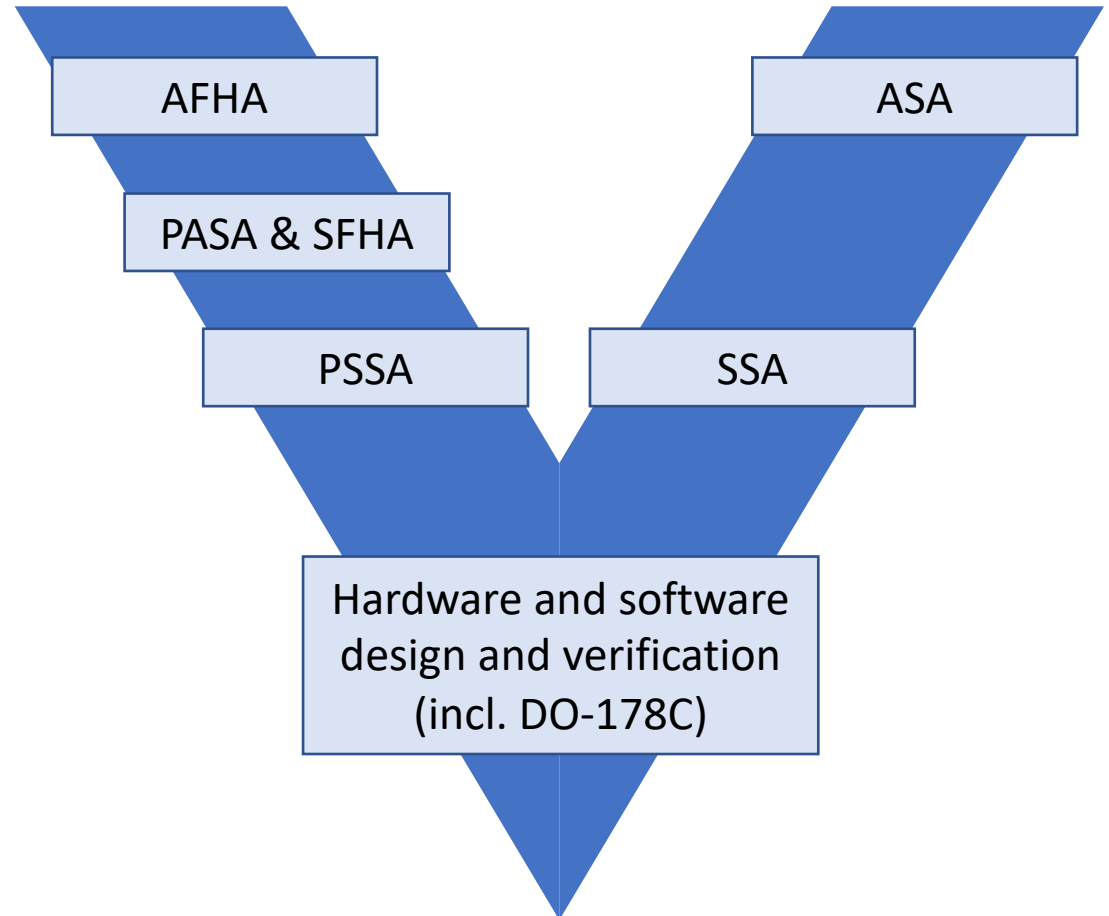 AFHA
ASA
PASA & SFHA
PSSA
SSA
Hardware and software
design and verification
(incl. DO-178C)